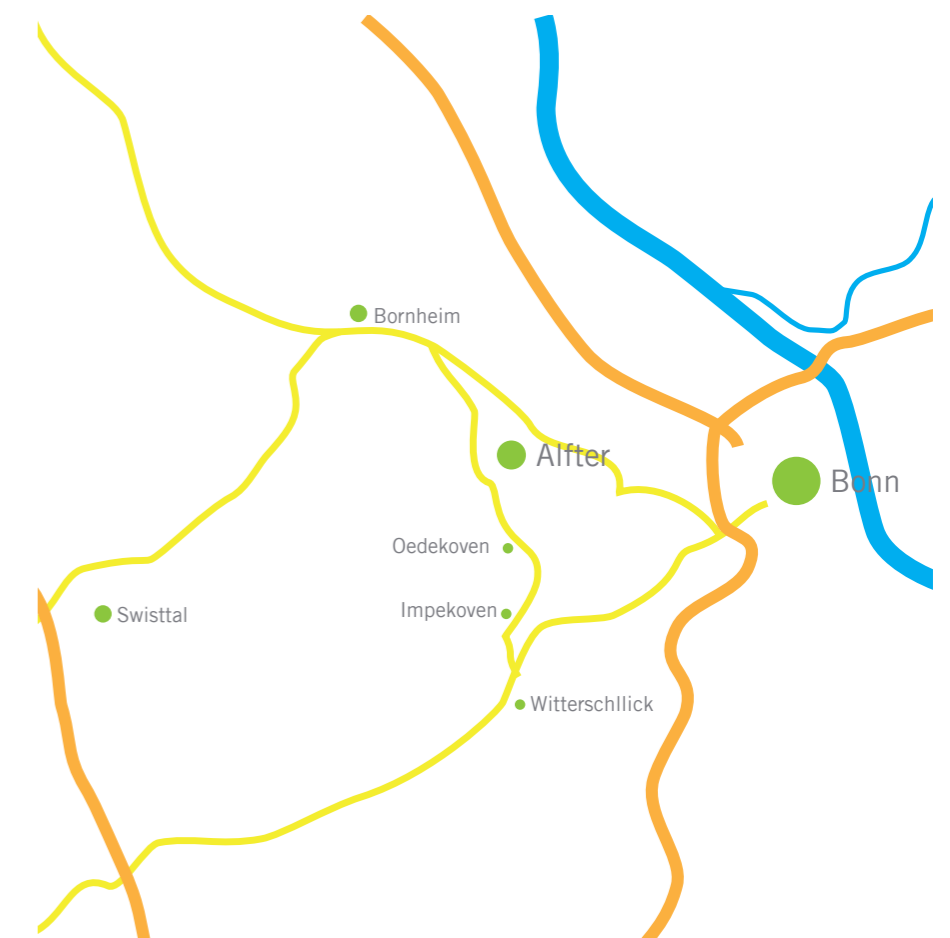 Bornheim
Alfter
Bonn
Oedekoven
Impekoven
Swisttal
Witterschllick